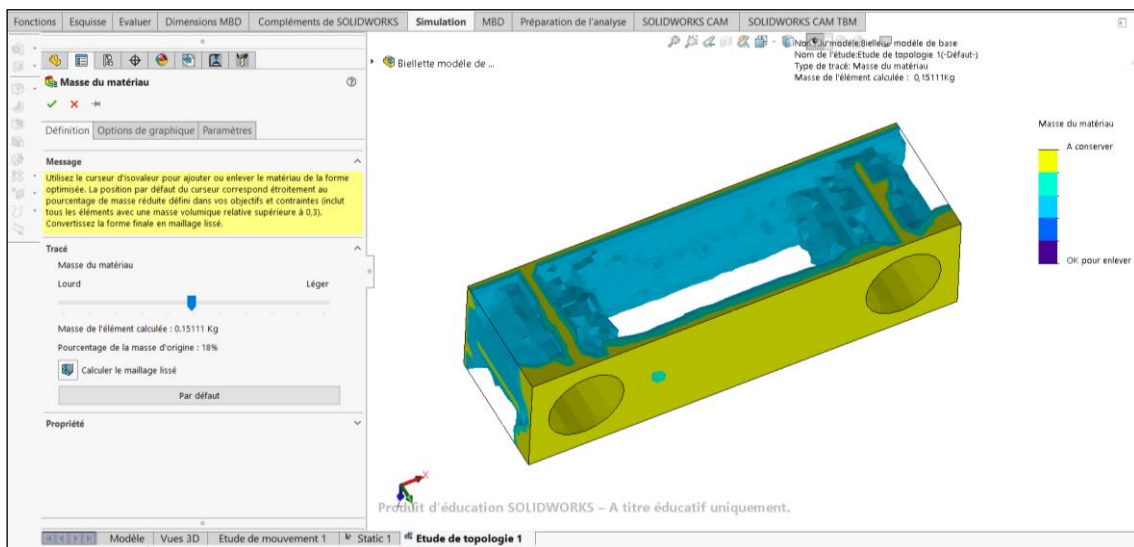 Fonctions Esquisse Evaluer Dimensions MBD Compléments de SOLIDWORKS Simulation MBD Préparation de l'analyse SOLIDWORKS CAM SOLIDWORKS CAM TBM
Masse du matériau
Définition Options de graphique Paramètres
Message
Utilisez le curseur d'isovaleur pour ajouter ou enlever le matériau de la forme
optimisée. La position par défaut du curseur correspond étroitement au
pourcentage de masse réduite défini dans vos objectifs et contraintes (inclut
tous les éléments avec une masse volumique relative supérieure à 0,3).
Convertissez la forme finale en maillage lissé.
Tracé
Masse du matériau
Lourd Léger
Masse de l'élément calculée : 0.15111 Kg
Pourcentage de la masse d'origine : 18%
Calculer le maillage lissé
Par défaut
Propriété
Biellette modèle de ...
modèle:Bielleite modèle de base
Nom de l'étude:Etude de topologie 1(-Défaut-)
Type de tracé: Masse du matériau
Masse de l'élément calculée : 0,15111Kg
Masse du matériau
A conserver
OK pour enlever
X
Z
Produit d'éducation SOLIDWORKS – A titre éducatif uniquement.
Modèle Vues 3D Etude de mouvement 1 Static 1 Etude de topologie 1